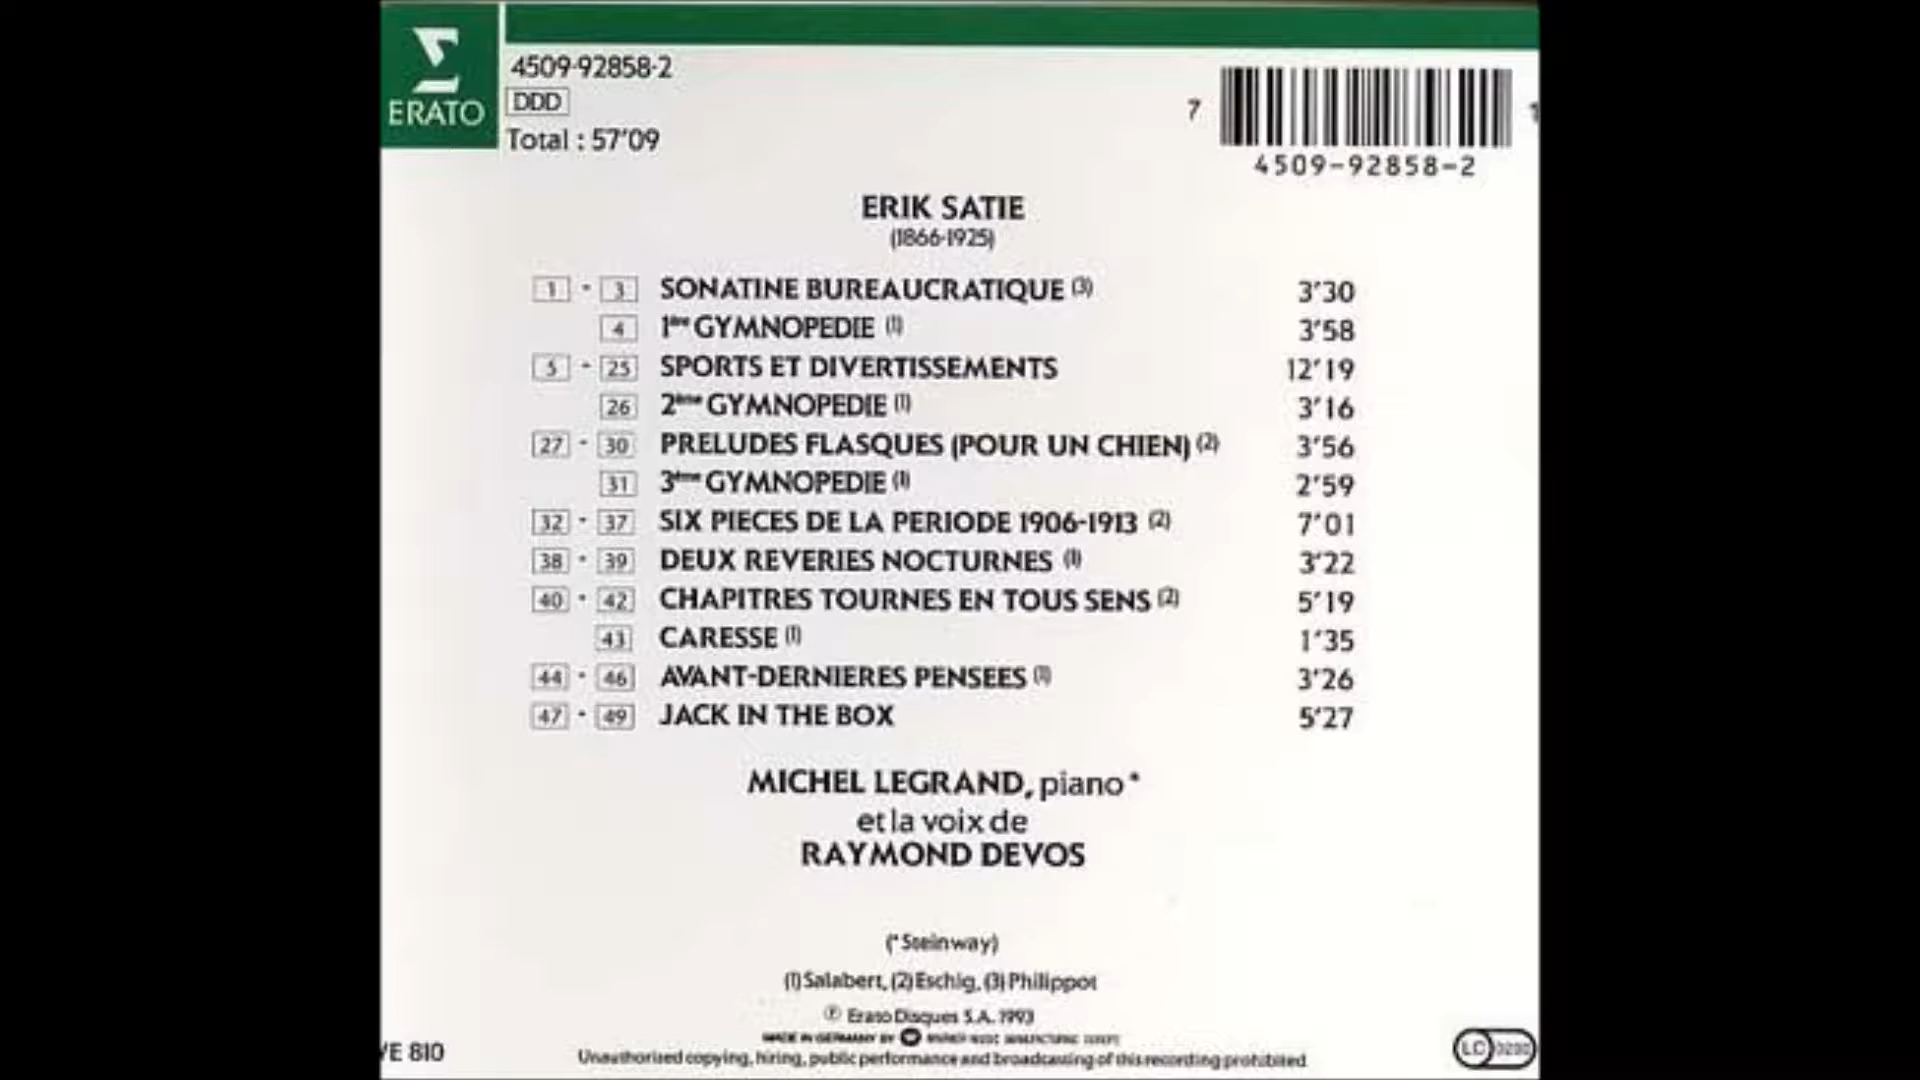 ERATO
4509-92858-2
DDD
Total : 57'09
7
4509-92858-2
ERIK SATIE
(1866-1925)
1 - 3 SONATINE BUREAUCRATIQUE (3) 3'30
4 1ère GYMNOPEDIE (1) 3'58
5 - 25 SPORTS ET DIVERTISSEMENTS 12'19
26 2ème GYMNOPEDIE (1) 3'16
27 - 30 PRELUDES FLASQUES (POUR UN CHIEN) (2) 3'56
31 3ème GYMNOPEDIE (1) 2'59
32 - 37 SIX PIECES DE LA PERIODE 1906-1913 (2) 7'01
38 - 39 DEUX REVERIES NOCTURNES (1) 3'22
40 - 42 CHAPITRES TOURNES EN TOUS SENS (2) 5'19
43 CARESSE (1) 1'35
44 - 46 AVANT-DERNIERES PENSEES (1) 3'26
47 - 49 JACK IN THE BOX 5'27
MICHEL LEGRAND, piano *
et la voix de
RAYMOND DEVOS
(* Steinway)
(1) Salabert, (2) Eschig, (3) Philippot
℗ Erato Disques S.A. 1993
MADE IN GERMANY BY
E 810
LC
Unauthorised copying, hiring, public performance and broadcasting of this recording prohibited